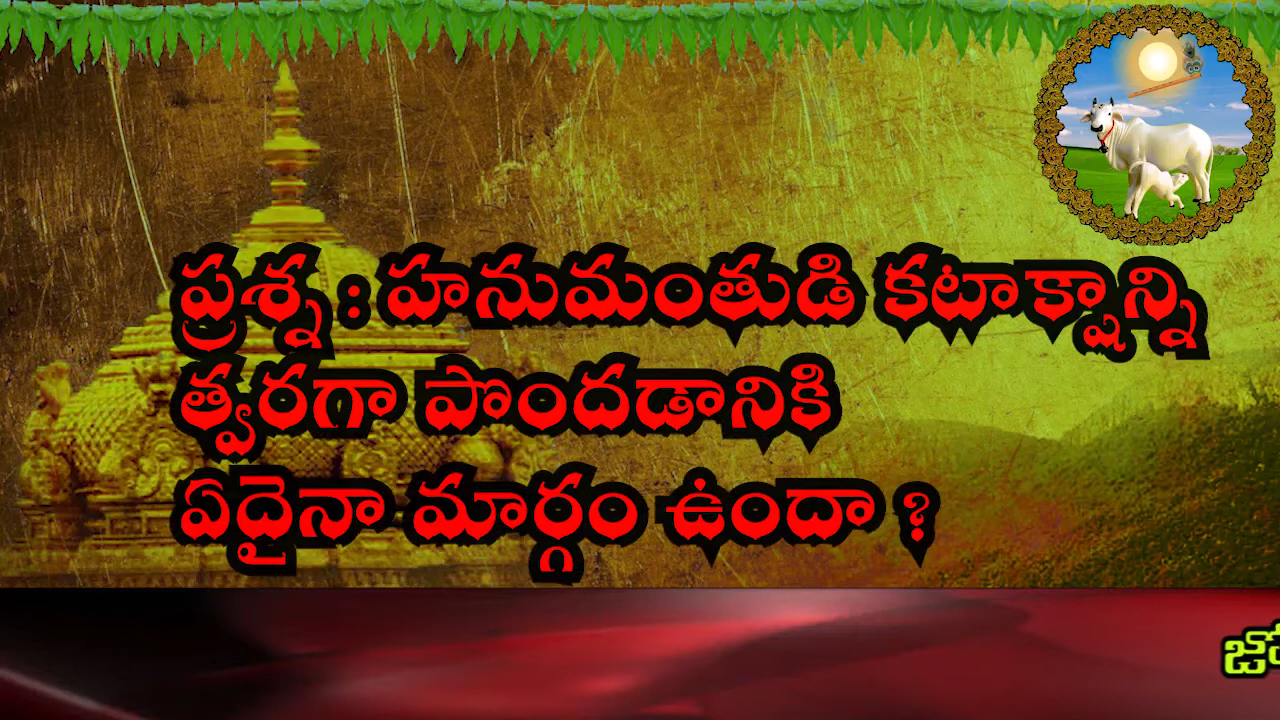 ప్రశ్న : హనుమంతుడి కటాక్షాన్ని
త్వరగా పొందడానికి
ఏదైనా మార్గం ఉందా ?